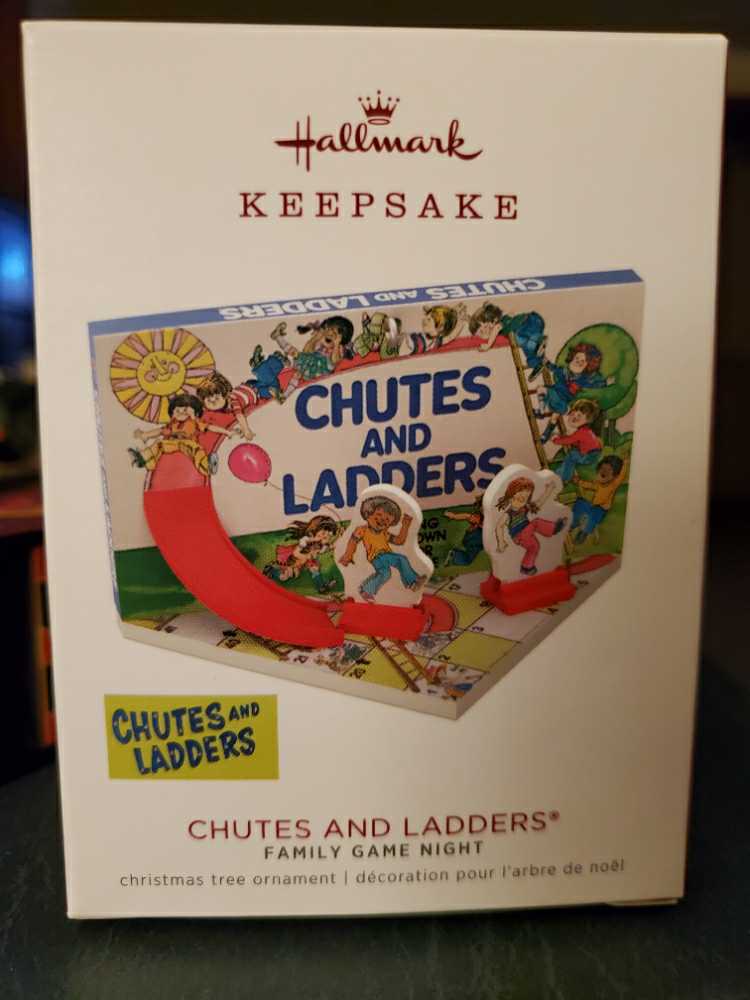 Hallmark
KEEPSAKE
CHUTES AND LADDERS
CHUTES
AND
LADDERS
CHUTES AND
LADDERS
CHUTES AND LADDERS®
FAMILY GAME NIGHT
christmas tree ornament | décoration pour l'arbre de noël